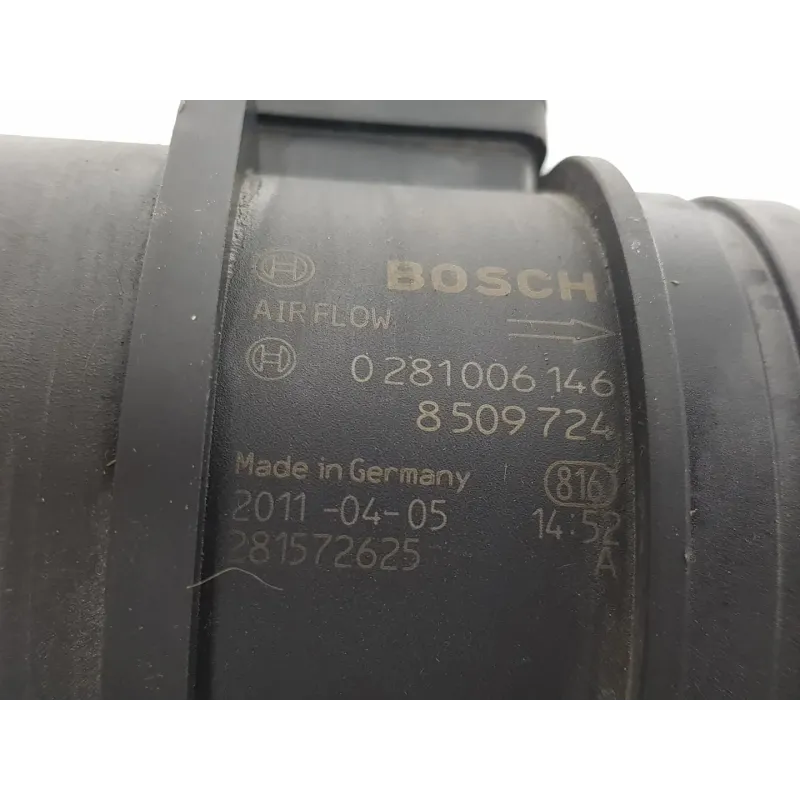 BOSCH
AIR FLOW
0 281 006 146
8 509 724
Made in Germany 816
2011-04-05 14:52
281572625 A